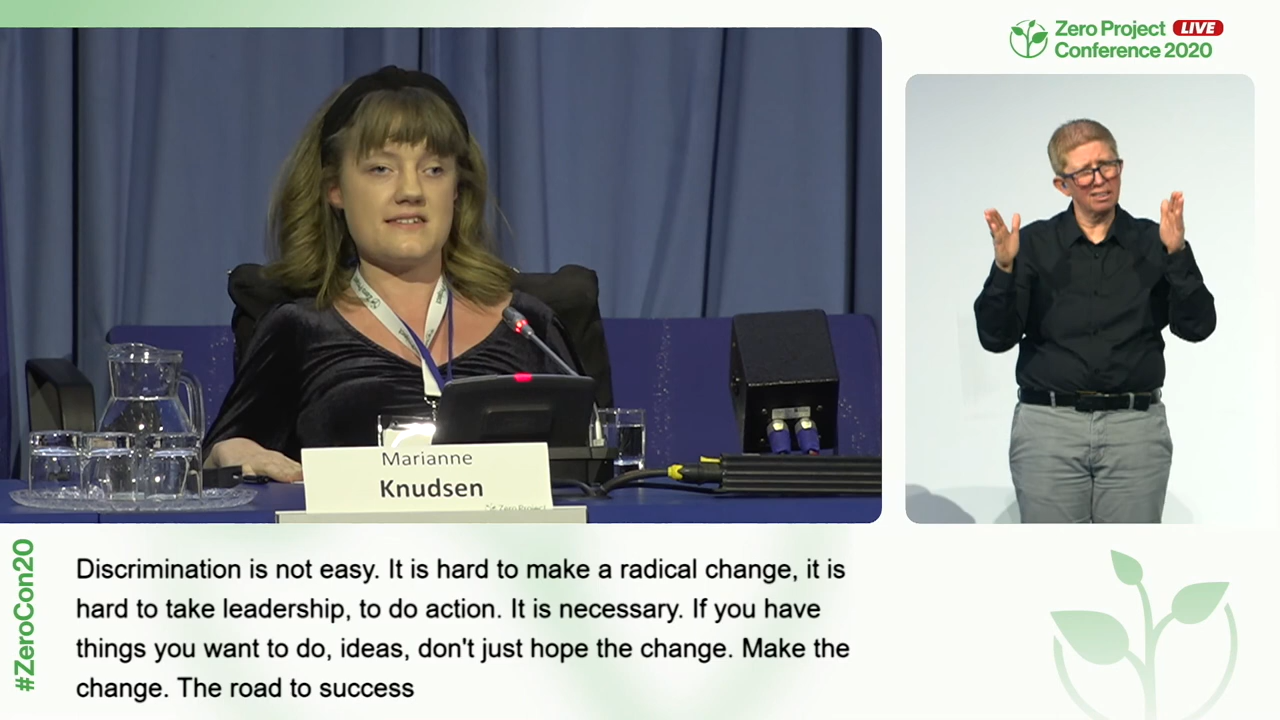 Zero Project LIVE
Conference 2020
Marianne
Knudsen
Zero Project
#ZeroCon20
Discrimination is not easy. It is hard to make a radical change, it is
hard to take leadership, to do action. It is necessary. If you have
things you want to do, ideas, don't just hope the change. Make the
change. The road to success